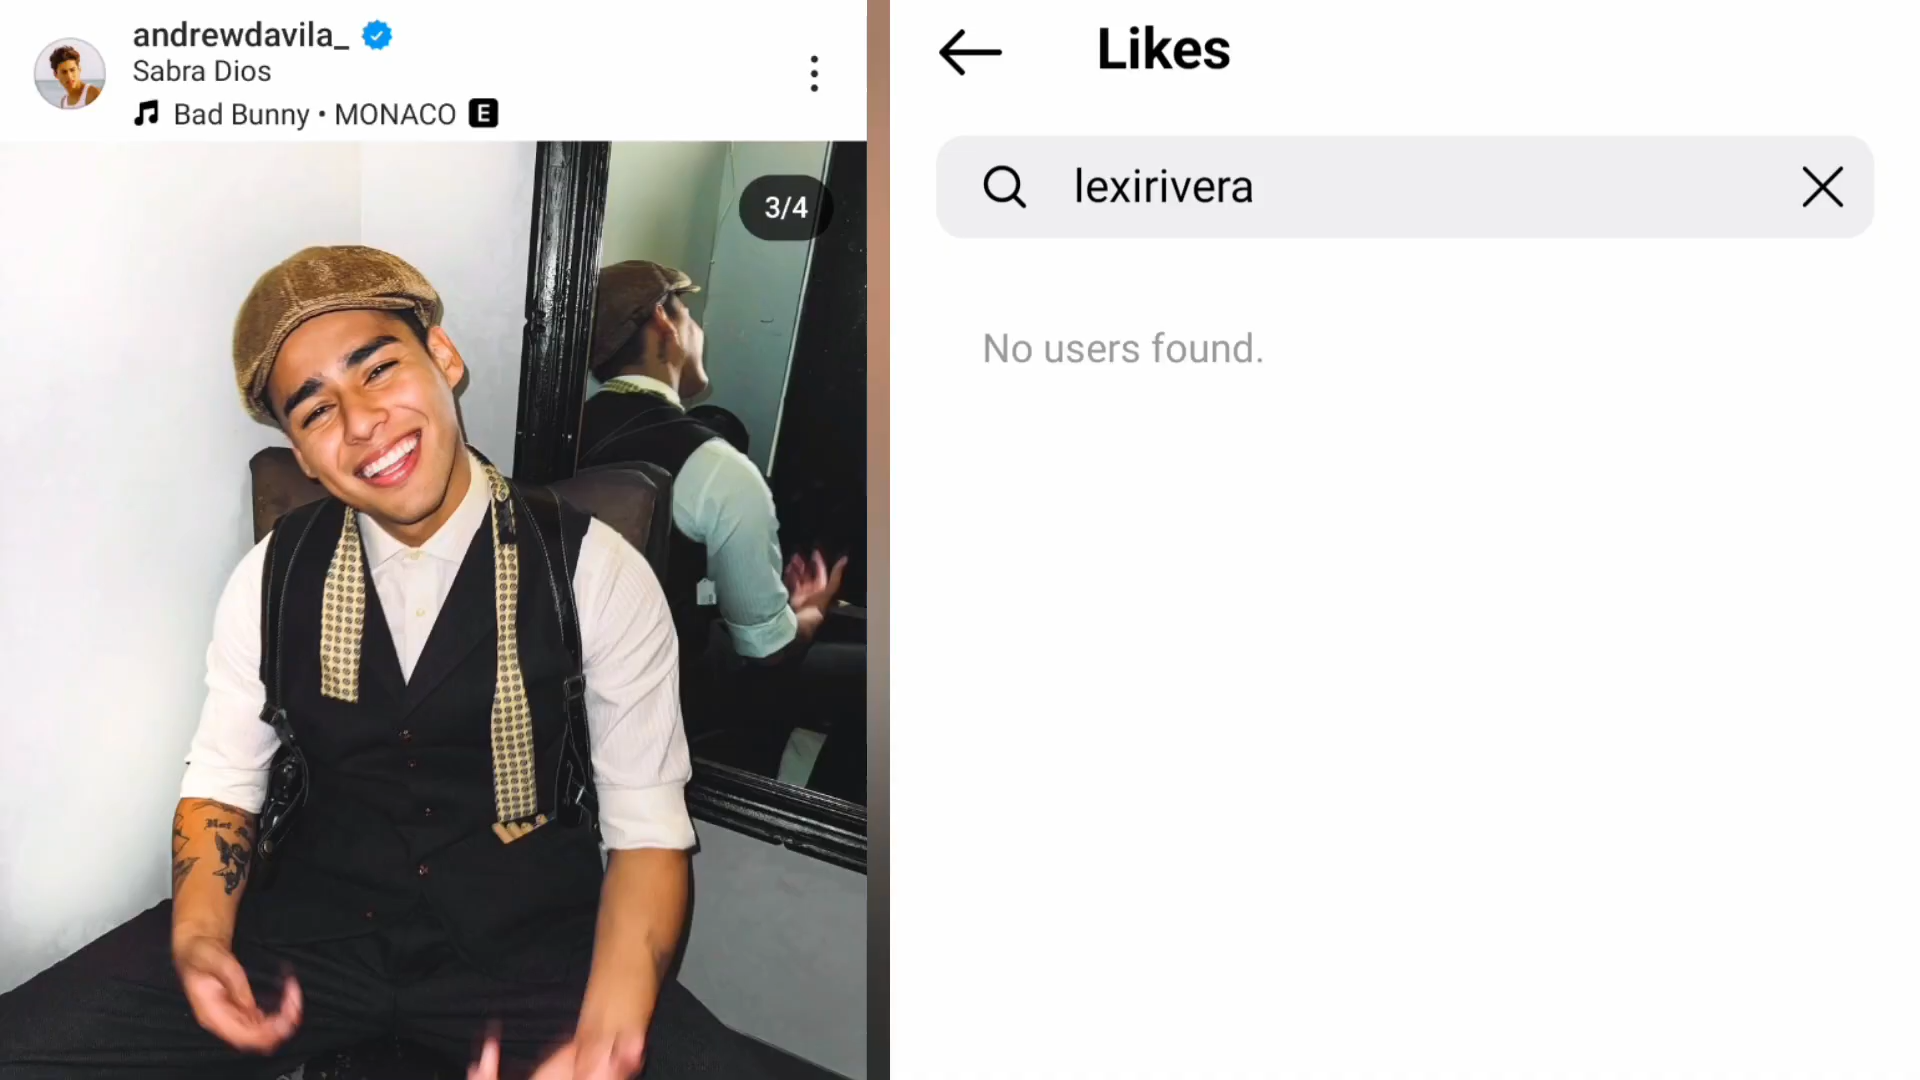 andrewdavila_
Sabra Dios
Bad Bunny • MONACO E
3/4
Likes
lexirivera
No users found.